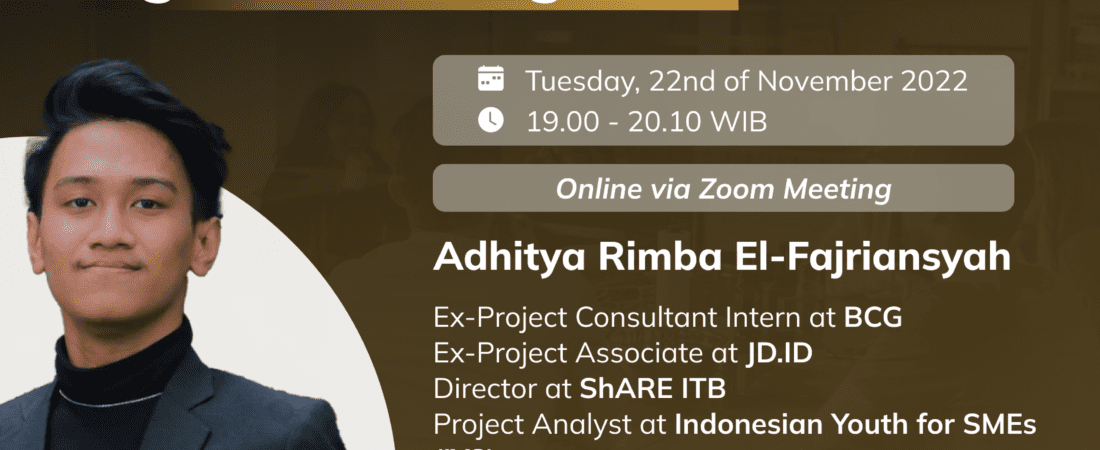 Tuesday, 22nd of November 2022
19.00 - 20.10 WIB
Online via Zoom Meeting
Adhitya Rimba El-Fajriansyah
Ex-Project Consultant Intern at BCG
Ex-Project Associate at JD.ID
Director at ShARE ITB
Project Analyst at Indonesian Youth for SMEs